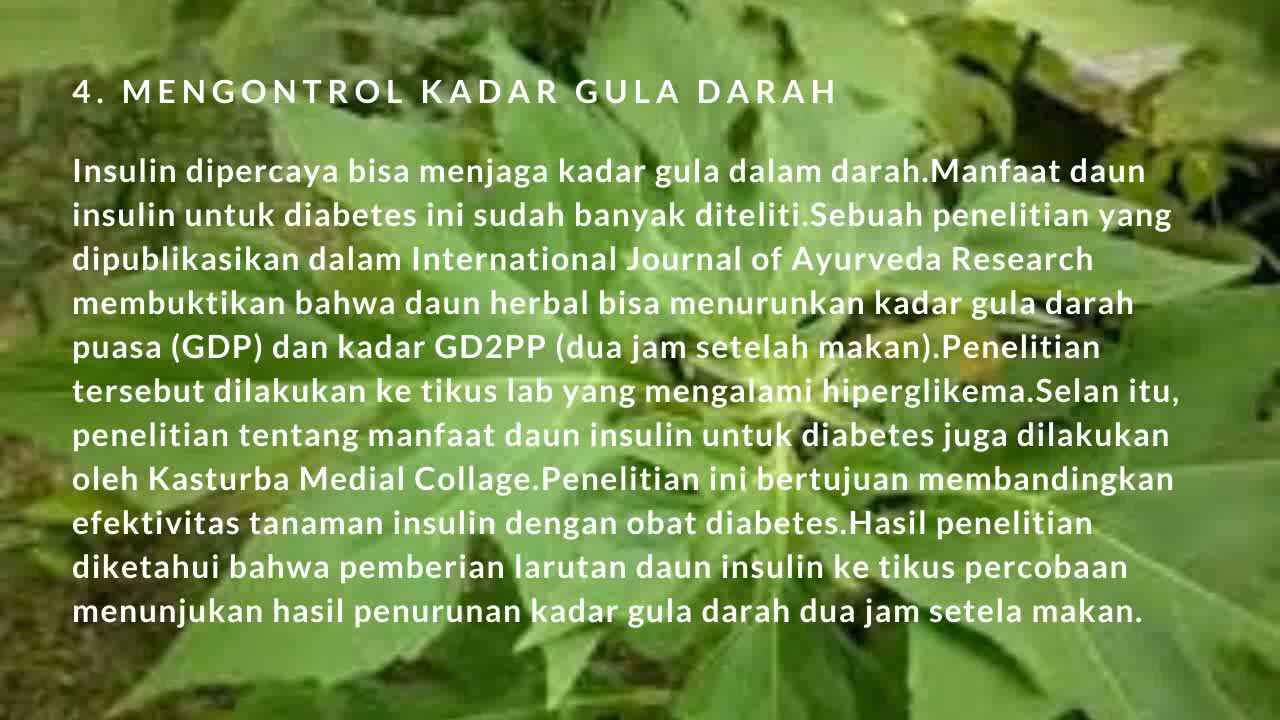 4. MENGONTROL KADAR GULA DARAH
Insulin dipercaya bisa menjaga kadar gula dalam darah.Manfaat daun
insulin untuk diabetes ini sudah banyak diteliti.Sebuah penelitian yang
dipublikasikan dalam International Journal of Ayurveda Research
membuktikan bahwa daun herbal bisa menurunkan kadar gula darah
puasa (GDP) dan kadar GD2PP (dua jam setelah makan).Penelitian
tersebut dilakukan ke tikus lab yang mengalami hiperglikema.Selan itu,
penelitian tentang manfaat daun insulin untuk diabetes juga dilakukan
oleh Kasturba Medial Collage.Penelitian ini bertujuan membandingkan
efektivitas tanaman insulin dengan obat diabetes.Hasil penelitian
diketahui bahwa pemberian larutan daun insulin ke tikus percobaan
menunjukan hasil penurunan kadar gula darah dua jam setela makan.